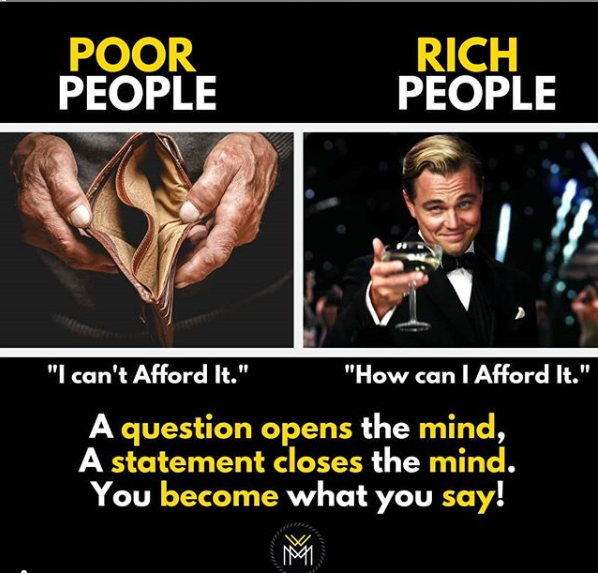 POOR
PEOPLE
RICH
PEOPLE
"I can't Afford It."
"How can I Afford It."
A question opens the mind,
A statement closes the mind.
You become what you say!